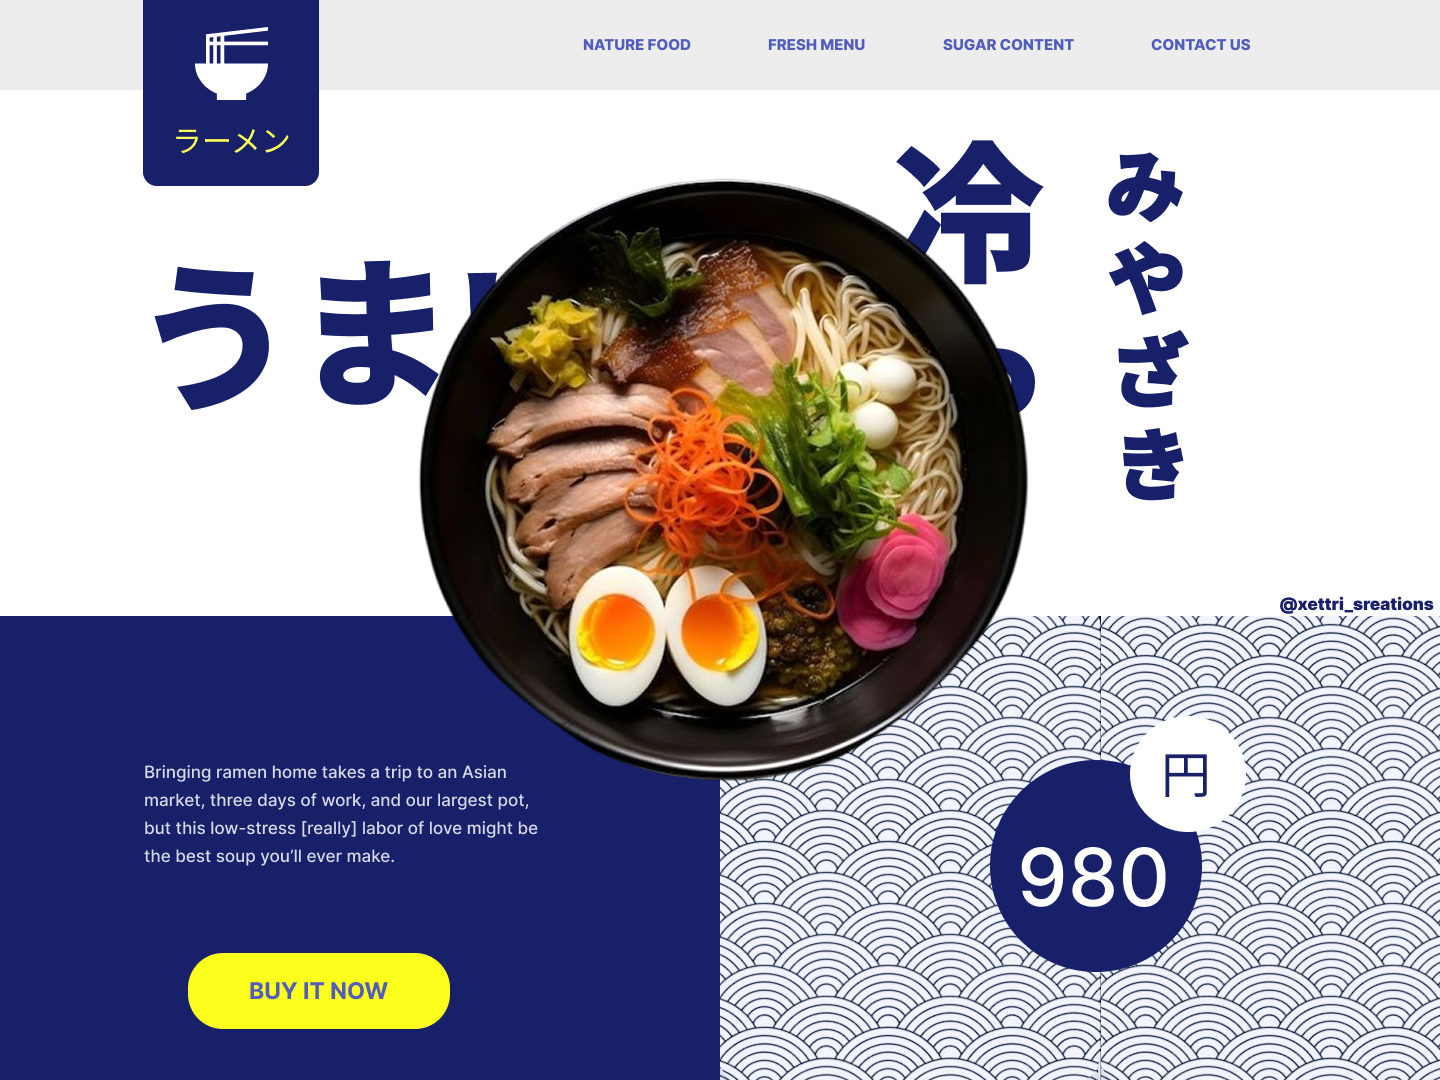 NATURE FOOD
FRESH MENU
SUGAR CONTENT
CONTACT US
ラーメン
うま
冷
みやざき
@xettri_sreations
Bringing ramen home takes a trip to an Asian
market, three days of work, and our largest pot,
but this low-stress [really] labor of love might be
the best soup you’ll ever make.
円
980
BUY IT NOW